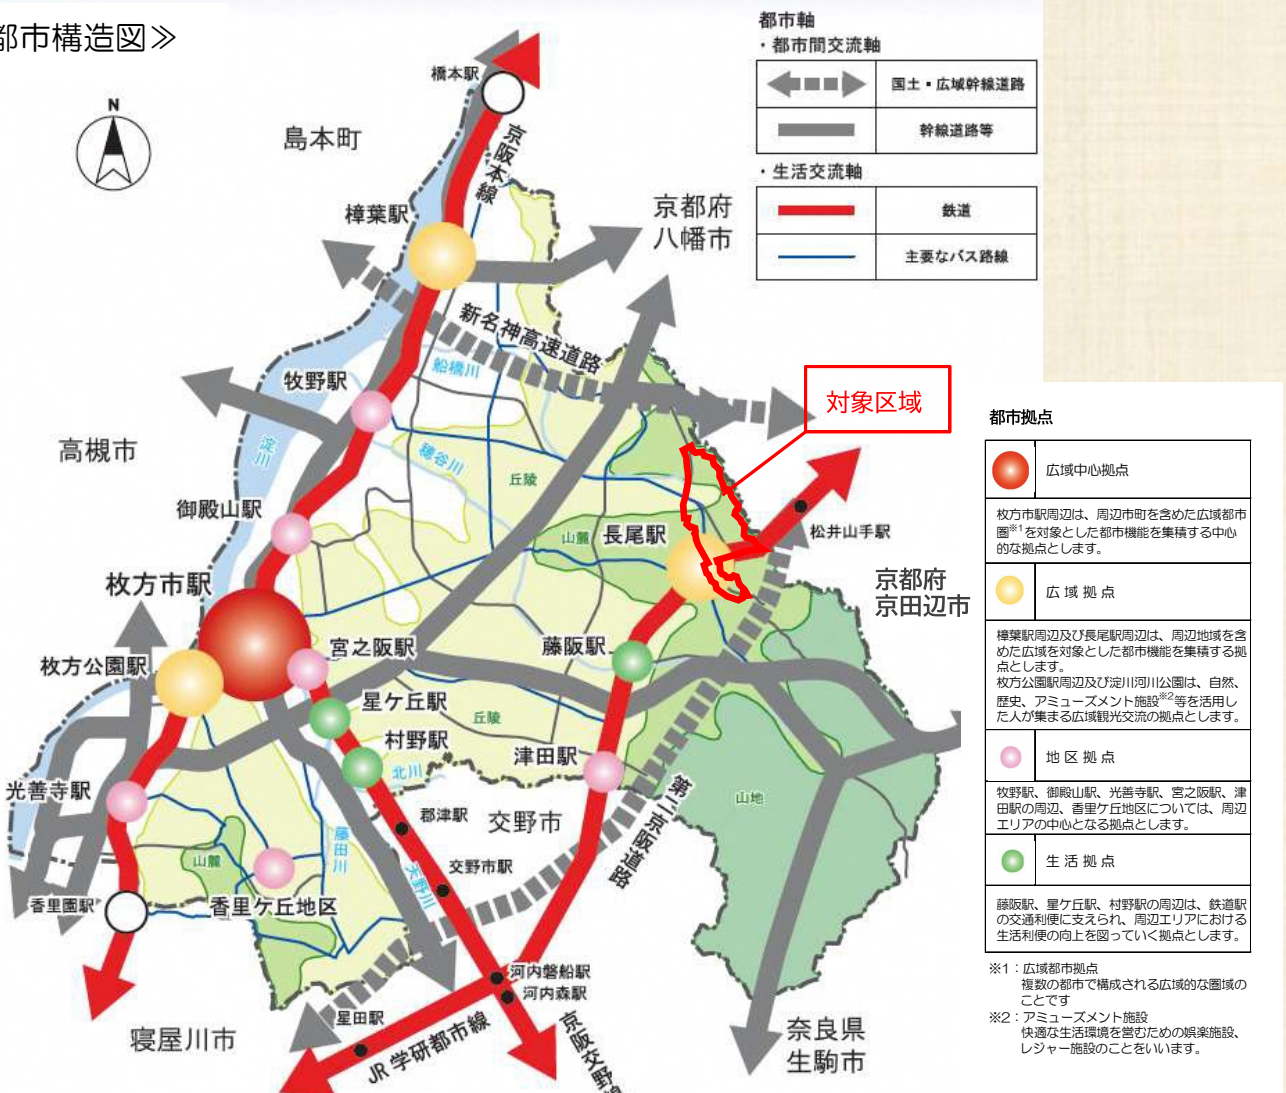 都市構造図≫
N
橋本駅
島本町
京阪本線
樟葉駅
京都府
八幡市
新名神高速道路
船橋川
牧野駅
淀川
高槻市
穂谷川
丘陵
御殿山駅
山麓
長尾駅
対象区域
松井山手駅
京都府
京田辺市
枚方市駅
宮之阪駅
藤阪駅
枚方公園駅
星ケ丘駅
丘陵
村野駅
津田駅
北川
光善寺駅
郡津駅
交野市
第二京阪道路
山地
藤田川
山麓
天野川
交野市駅
香里園駅
香里ケ丘地区
河内磐船駅
河内森駅
星田駅
寝屋川市
JR 学研都市線
京阪交野線
奈良県
生駒市
都市軸
・都市間交流軸
国土・広域幹線道路
幹線道路等
・生活交流軸
鉄道
主要なバス路線
都市拠点
広域中心拠点
枚方市駅周辺は、周辺市町を含めた広域都市
圏※1を対象とした都市機能を集積する中心
的な拠点とします。
広 域 拠 点
樟葉駅周辺及び長尾駅周辺は、周辺地域を含
めた広域を対象とした都市機能を集積する拠
点とします。
枚方公園駅周辺及び淀川河川公園は、自然、
歴史、アミューズメント施設※2等を活用し
た人が集まる広域観光交流の拠点とします。
地 区 拠 点
牧野駅、御殿山駅、光善寺駅、宮之阪駅、津
田駅の周辺、香里ケ丘地区については、周辺
エリアの中心となる拠点とします。
生 活 拠 点
藤阪駅、星ケ丘駅、村野駅の周辺は、鉄道駅
の交通利便に支えられ、周辺エリアにおける
生活利便の向上を図っていく拠点とします。
※1：広域都市拠点
複数の都市で構成される広域的な圏域の
ことです
※2：アミューズメント施設
快適な生活環境を営むための娯楽施設、
レジャー施設のことをいいます。